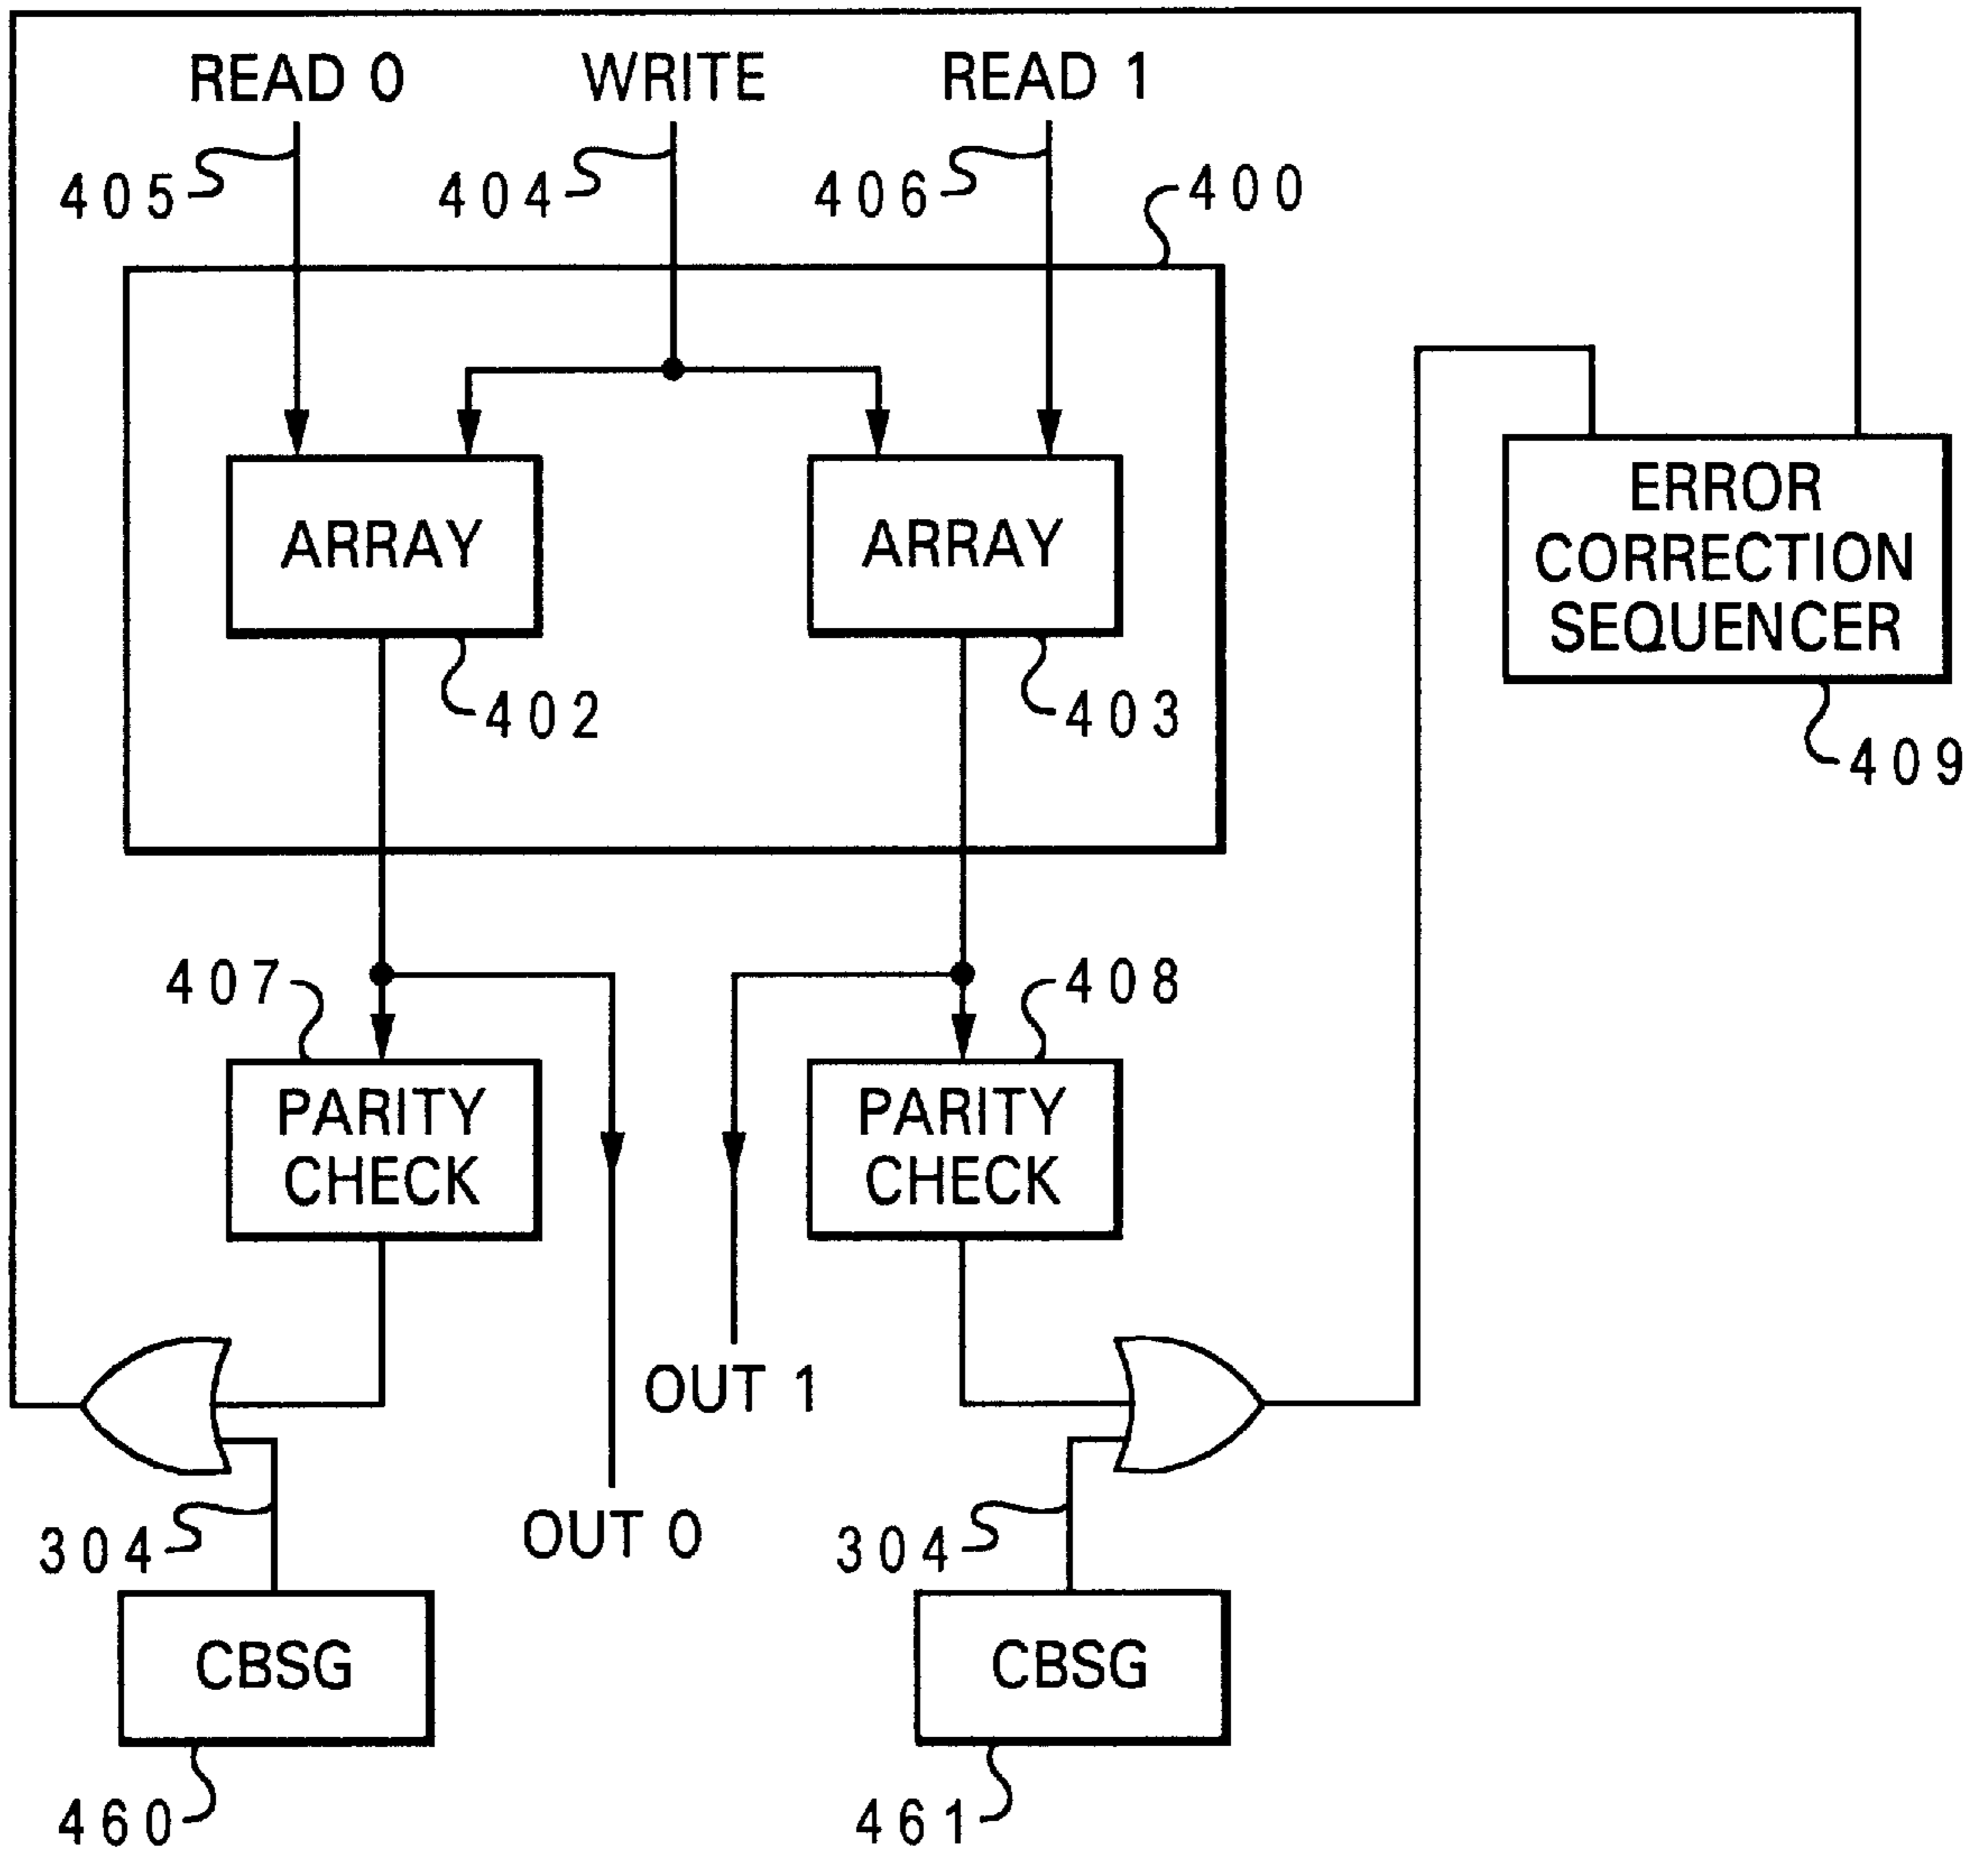 READ 0
WRITE
READ 1
405
404
406
400
ARRAY
ARRAY
ERROR
CORRECTION
SEQUENCER
402
403
409
407
408
PARITY
CHECK
PARITY
CHECK
OUT 1
OUT 0
304
304
CBSG
CBSG
460
461